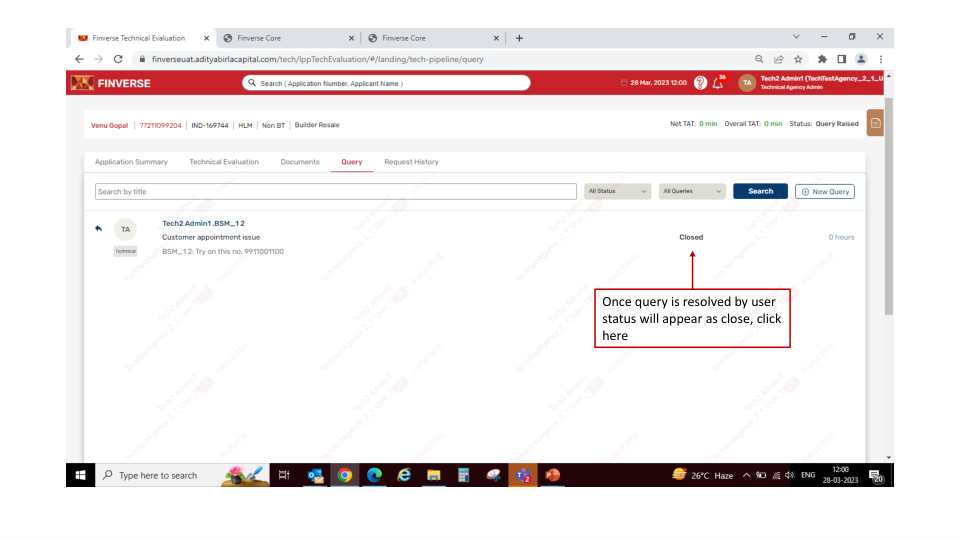 Finverse Technical Evaluation
Finverse Core
Finverse Core
finverseuat.adityabirlacapital.com/tech/lppTechEvaluation/#/landing/tech-pipeline/query
FINVERSE
Search ( Application Number, Applicant Name )
28 Mar, 2023 12:00
36
TA
Tech2 Admin1 (TechTestAgency_2_1_U
Technical Agency Admin
Venu Gopal | 77211099204 | IND-169744 | HLM | Non BT | Builder Resale
Net TAT: 0 min Overall TAT: 0 min Status: Query Raised
Application Summary Technical Evaluation Documents Query Request History
Search by title
All Status
All Queries
Search
New Query
TA
Technical
Tech2 Admin1 ,BSM_1 2
Customer appointment issue
BSM_1 2: Try on this no. 9911001100
Closed
0 hours
Once query is resolved by user
status will appear as close, click
here
Type here to search
26°C Haze
ENG
12:00
28-03-2023
20